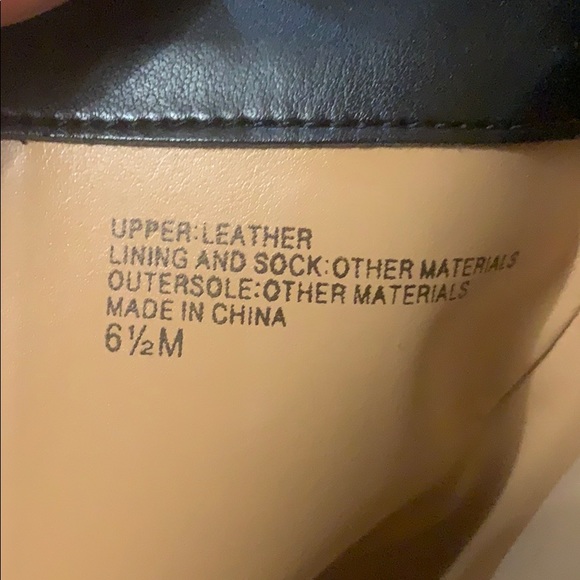 UPPER:LEATHER
LINING AND SOCK:OTHER MATERIALS
OUTERSOLE:OTHER MATERIALS
MADE IN CHINA
6½M